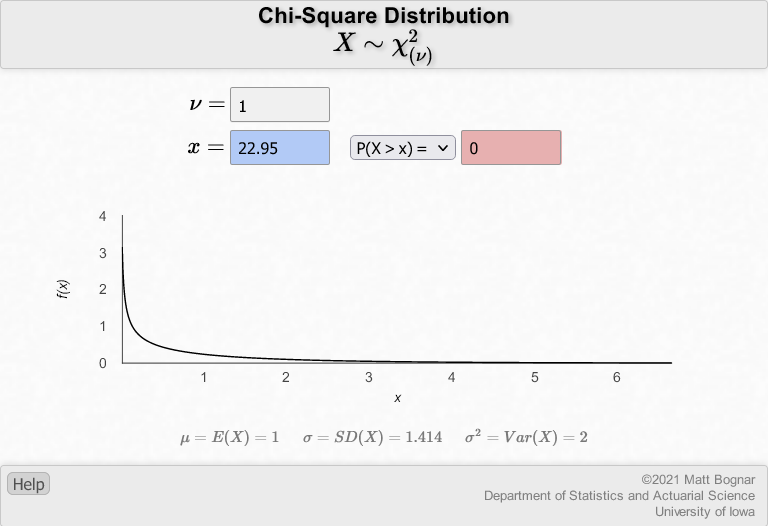 Chi-Square Distribution
X ∼ χ²₍ν₎
ν = 1
x = 22.95 P(X > x) = 0
4
3
2
1
0
f(x)
1 2 3 4 5 6
x
μ = E(X) = 1 σ = SD(X) = 1.414 σ² = Var(X) = 2
Help
©2021 Matt Bognar
Department of Statistics and Actuarial Science
University of Iowa